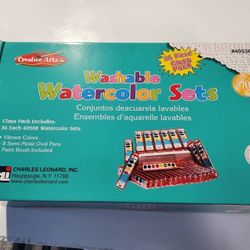 Creative Arts
Washable
Watercolor Sets
Conjuntos deacuarela lavables
Ensembles d'aquarelle lavables
Class Pack Includes:
36 Each 40508 Watercolor Sets.
• Vibrant Colors
• 8 Semi-Moist Oval Pans
• Paint Brush Included
CHARLES LEONARD, INC.
Hauppauge, N.Y. 11788
www.charlesleonard.com